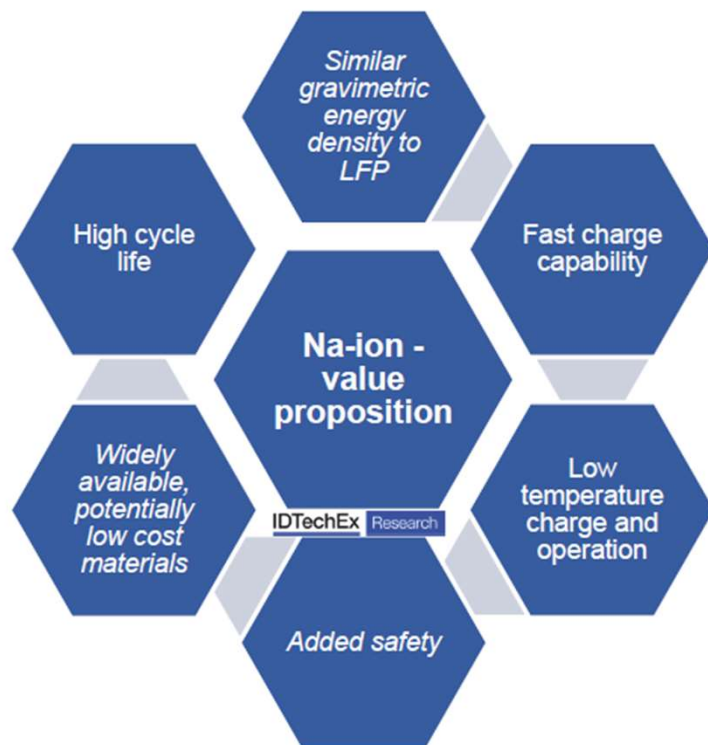 Similar
gravimetric
energy
density to
LFP
High cycle
life
Fast charge
capability
Na-ion -
value
proposition
Widely
available,
potentially
low cost
materials
Low
temperature
charge and
operation
IDTechEx Research
Added safety